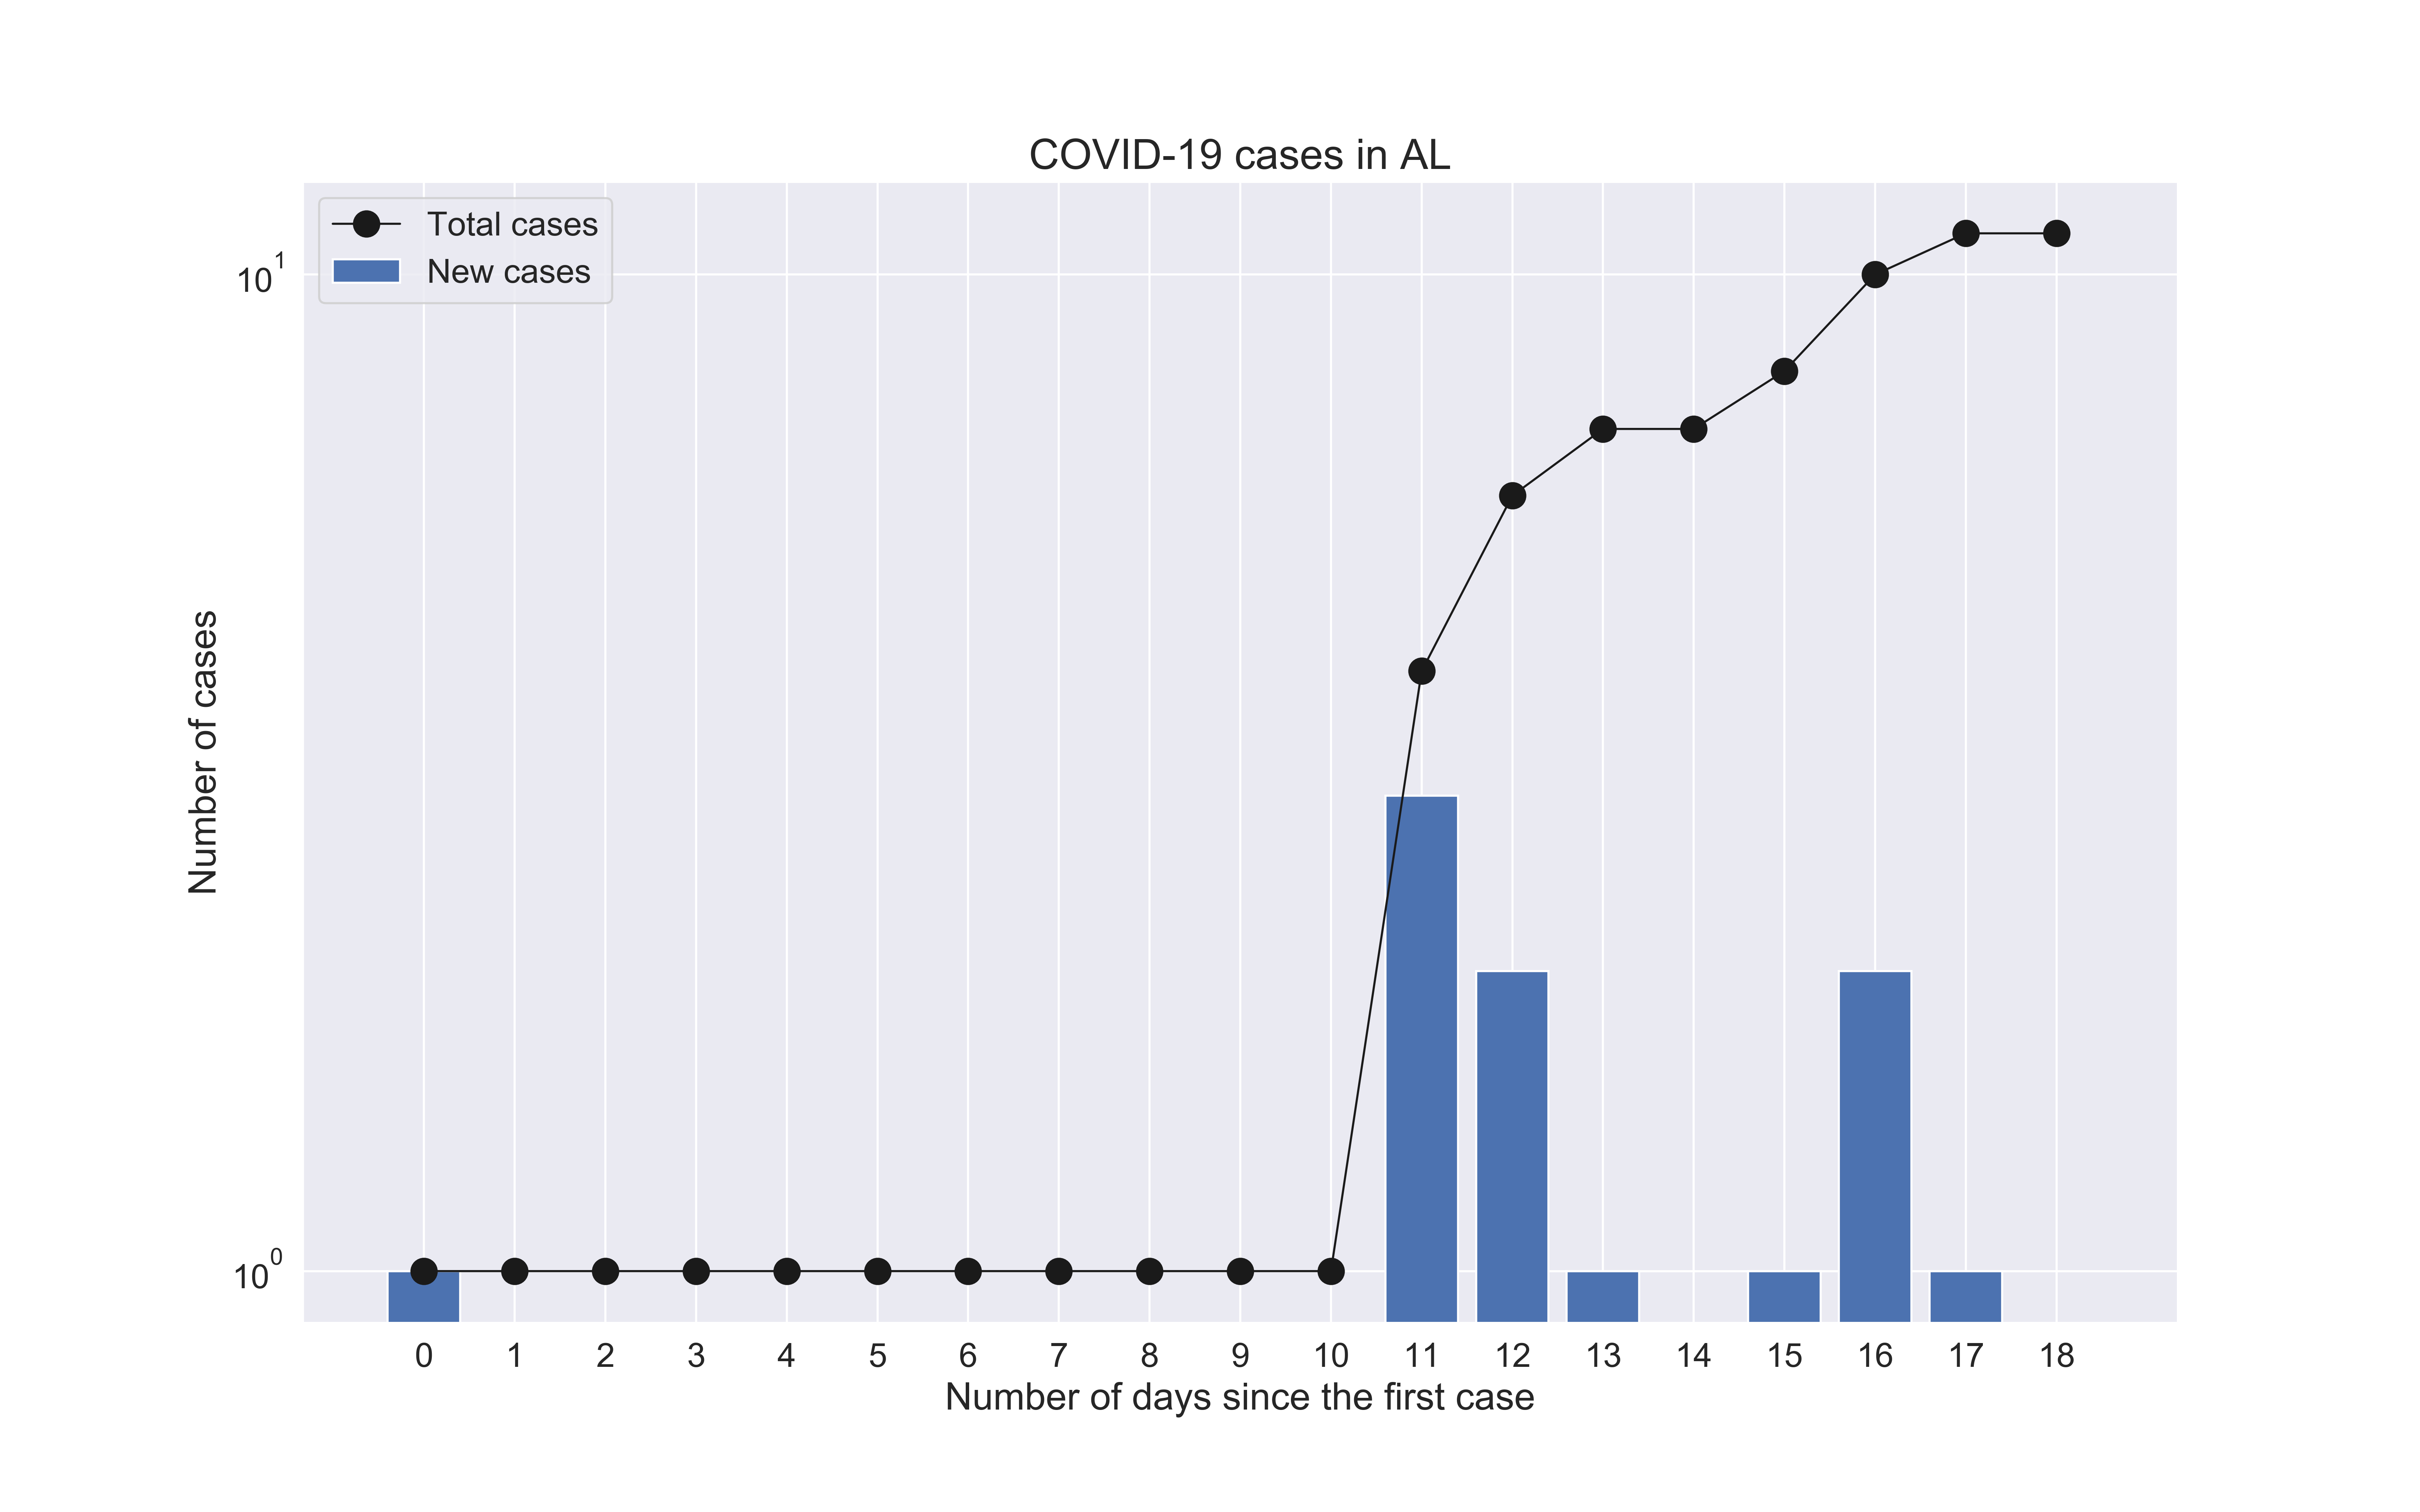 COVID-19 cases in AL
Total cases
New cases
10^1
10^0
Number of cases
0 1 2 3 4 5 6 7 8 9 10 11 12 13 14 15 16 17 18
Number of days since the first case